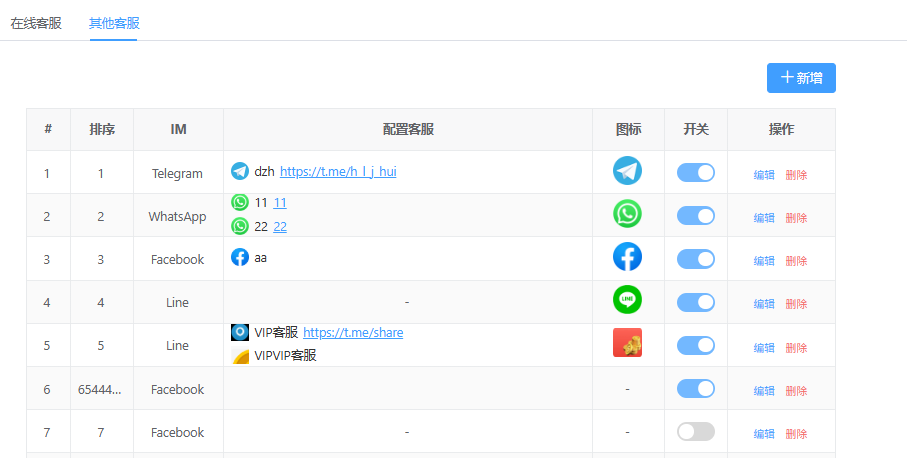 在线客服 其他客服
新增
# 排序 IM 配置客服 图标 开关 操作
1 1 Telegram dzh https://t.me/h_l_j_hui 编辑 删除
2 2 WhatsApp 11 11 编辑 删除
22 22
3 3 Facebook aa 编辑 删除
4 4 Line - LINE 编辑 删除
5 5 Line VIP客服 https://t.me/share 编辑 删除
VIPVIP客服
6 65444... Facebook - 编辑 删除
7 7 Facebook - - 编辑 删除